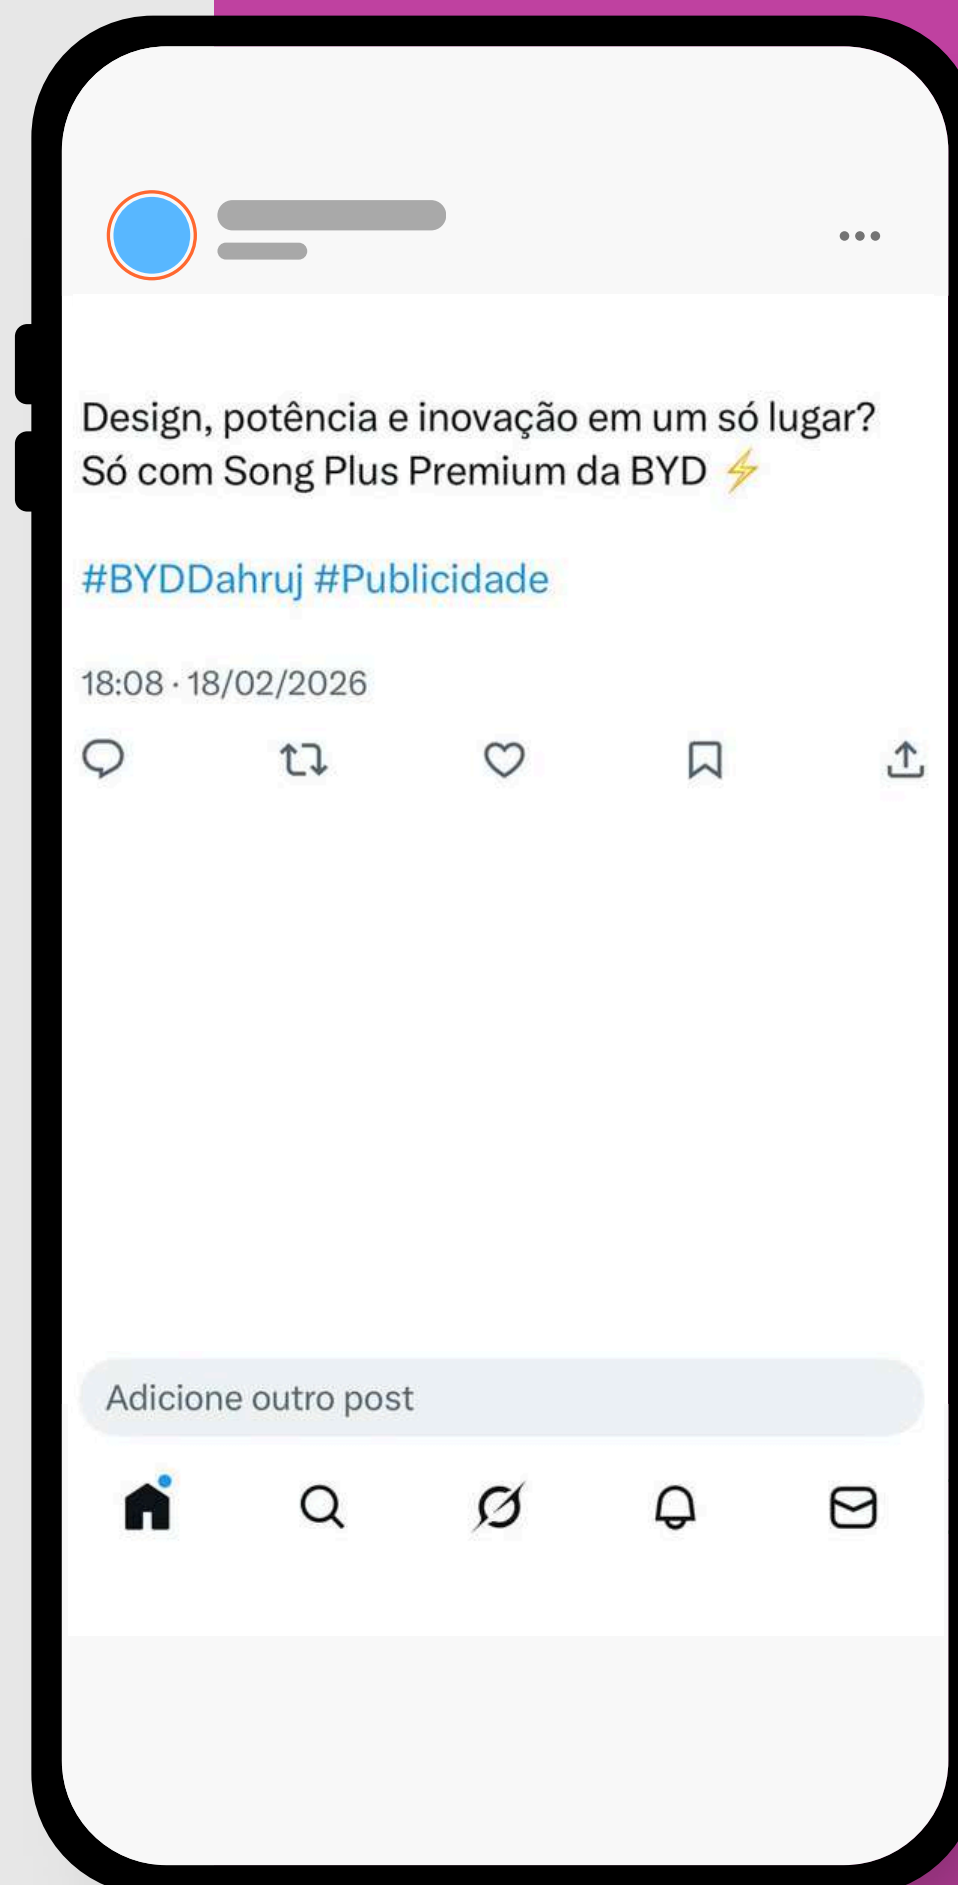 Design, potência e inovação em um só lugar?
Só com Song Plus Premium da BYD ⚡
#BYDDahruj #Publicidade
18:08 · 18/02/2026
Adicione outro post